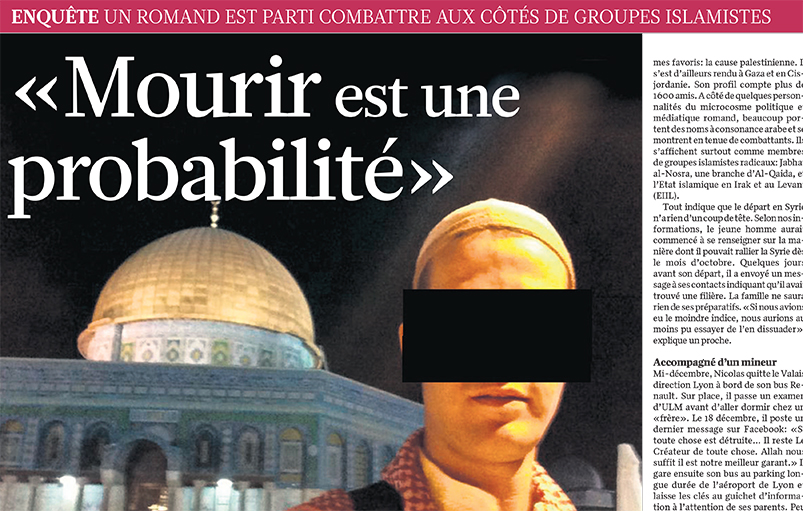 ENQUÊTE UN ROMAND EST PARTI COMBATTRE AUX CÔTÉS DE GROUPES ISLAMISTES
«Mourir est une
probabilité»
mes favoris: la cause palestinienne. I
s'est d'ailleurs rendu à Gaza et en Cis-
jordanie. Son profil compte plus de
1600 amis. A côté de quelques person-
nalités du microcosme politique et
médiatique romand, beaucoup por-
tent des noms à consonance arabe et se
montrent en tenue de combattants. Ils
s'affichent surtout comme membres
de groupes islamistes radicaux: Jabhat
al-Nosra, une branche d'Al-Qaida, et
l'Etat islamique en Irak et au Levant
(EIIL).
Tout indique que le départ en Syrie
n'a rien d'un coup de tête. Selon nos in-
formations, le jeune homme aurait
commencé à se renseigner sur la ma-
nière dont il pouvait rallier la Syrie dès
le mois d'octobre. Quelques jours
avant son départ, il a envoyé un mes-
sage à ses contacts indiquant qu'il avait
trouvé une filière. La famille ne saura
rien de ses préparatifs. «Si nous avions
eu le moindre indice, nous aurions au
moins pu essayer de l'en dissuader»,
explique un proche.
Accompagné d'un mineur
Mi-décembre, Nicolas quitte le Valais
direction Lyon à bord de son bus Re-
nault. Sur place, il passe un examen
d'ULM avant d'aller dormir chez un
«frère». Le 18 décembre, il poste un
dernier message sur Facebook: «Si
toute chose est détruite... Il reste Le
Créateur de toute chose. Allah nous
suffit il est notre meilleur garant.» Il
gare ensuite son bus au parking lon-
gue durée de l'aéroport de Lyon et
laisse les clés au guichet d'informa-
tion à l'attention de ses parents. Peu